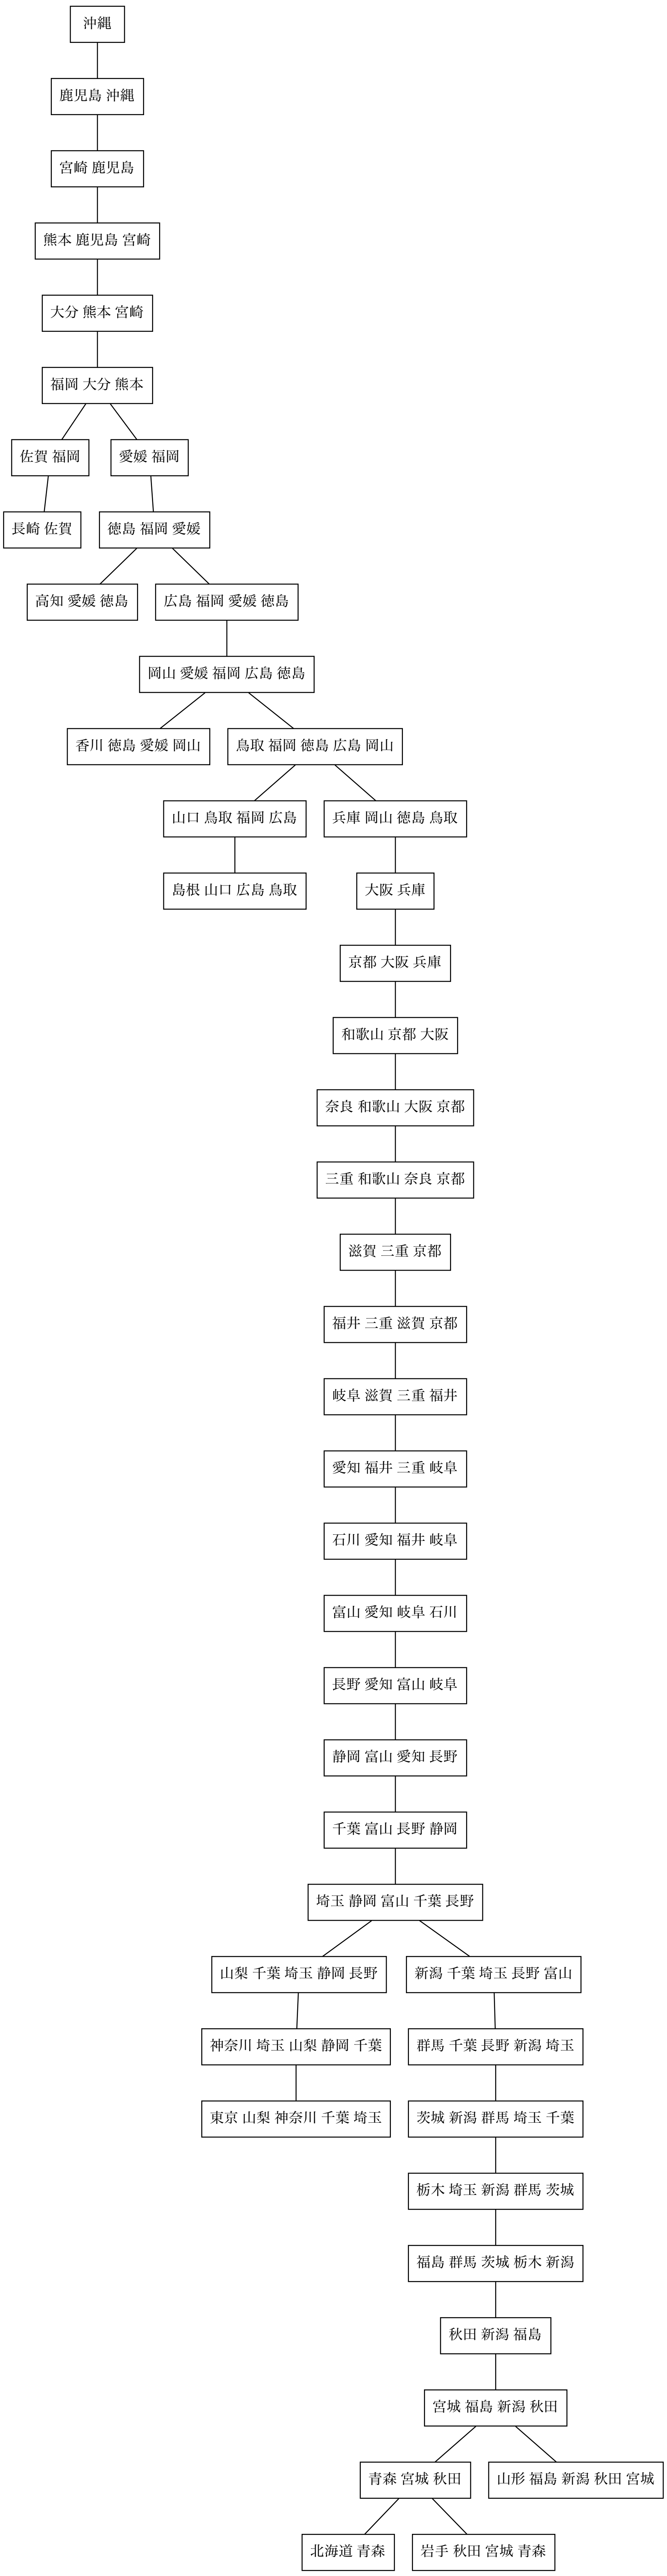 沖縄
鹿児島 沖縄
宮崎 鹿児島
熊本 鹿児島 宮崎
大分 熊本 宮崎
福岡 大分 熊本
佐賀 福岡
愛媛 福岡
長崎 佐賀
徳島 福岡 愛媛
高知 愛媛 徳島
広島 福岡 愛媛 徳島
岡山 愛媛 福岡 広島 徳島
香川 徳島 愛媛 岡山
鳥取 福岡 徳島 広島 岡山
山口 鳥取 福岡 広島
兵庫 岡山 徳島 鳥取
島根 山口 広島 鳥取
大阪 兵庫
京都 大阪 兵庫
和歌山 京都 大阪
奈良 和歌山 大阪 京都
三重 和歌山 奈良 京都
滋賀 三重 京都
福井 三重 滋賀 京都
岐阜 滋賀 三重 福井
愛知 福井 三重 岐阜
石川 愛知 福井 岐阜
富山 愛知 岐阜 石川
長野 愛知 富山 岐阜
静岡 富山 愛知 長野
千葉 富山 長野 静岡
埼玉 静岡 富山 千葉 長野
山梨 千葉 埼玉 静岡 長野
新潟 千葉 埼玉 長野 富山
神奈川 埼玉 山梨 静岡 千葉
群馬 千葉 長野 新潟 埼玉
東京 山梨 神奈川 千葉 埼玉
茨城 新潟 群馬 埼玉 千葉
栃木 埼玉 新潟 群馬 茨城
福島 群馬 茨城 栃木 新潟
秋田 新潟 福島
宮城 福島 新潟 秋田
青森 宮城 秋田
山形 福島 新潟 秋田 宮城
北海道 青森
岩手 秋田 宮城 青森